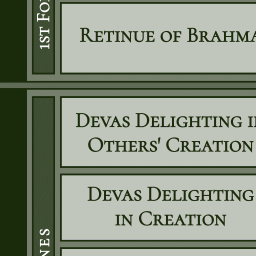 1st Fo
Retinue of Brahma
Devas Delighting i
Others' Creation
Devas Delighting
in Creation
nes